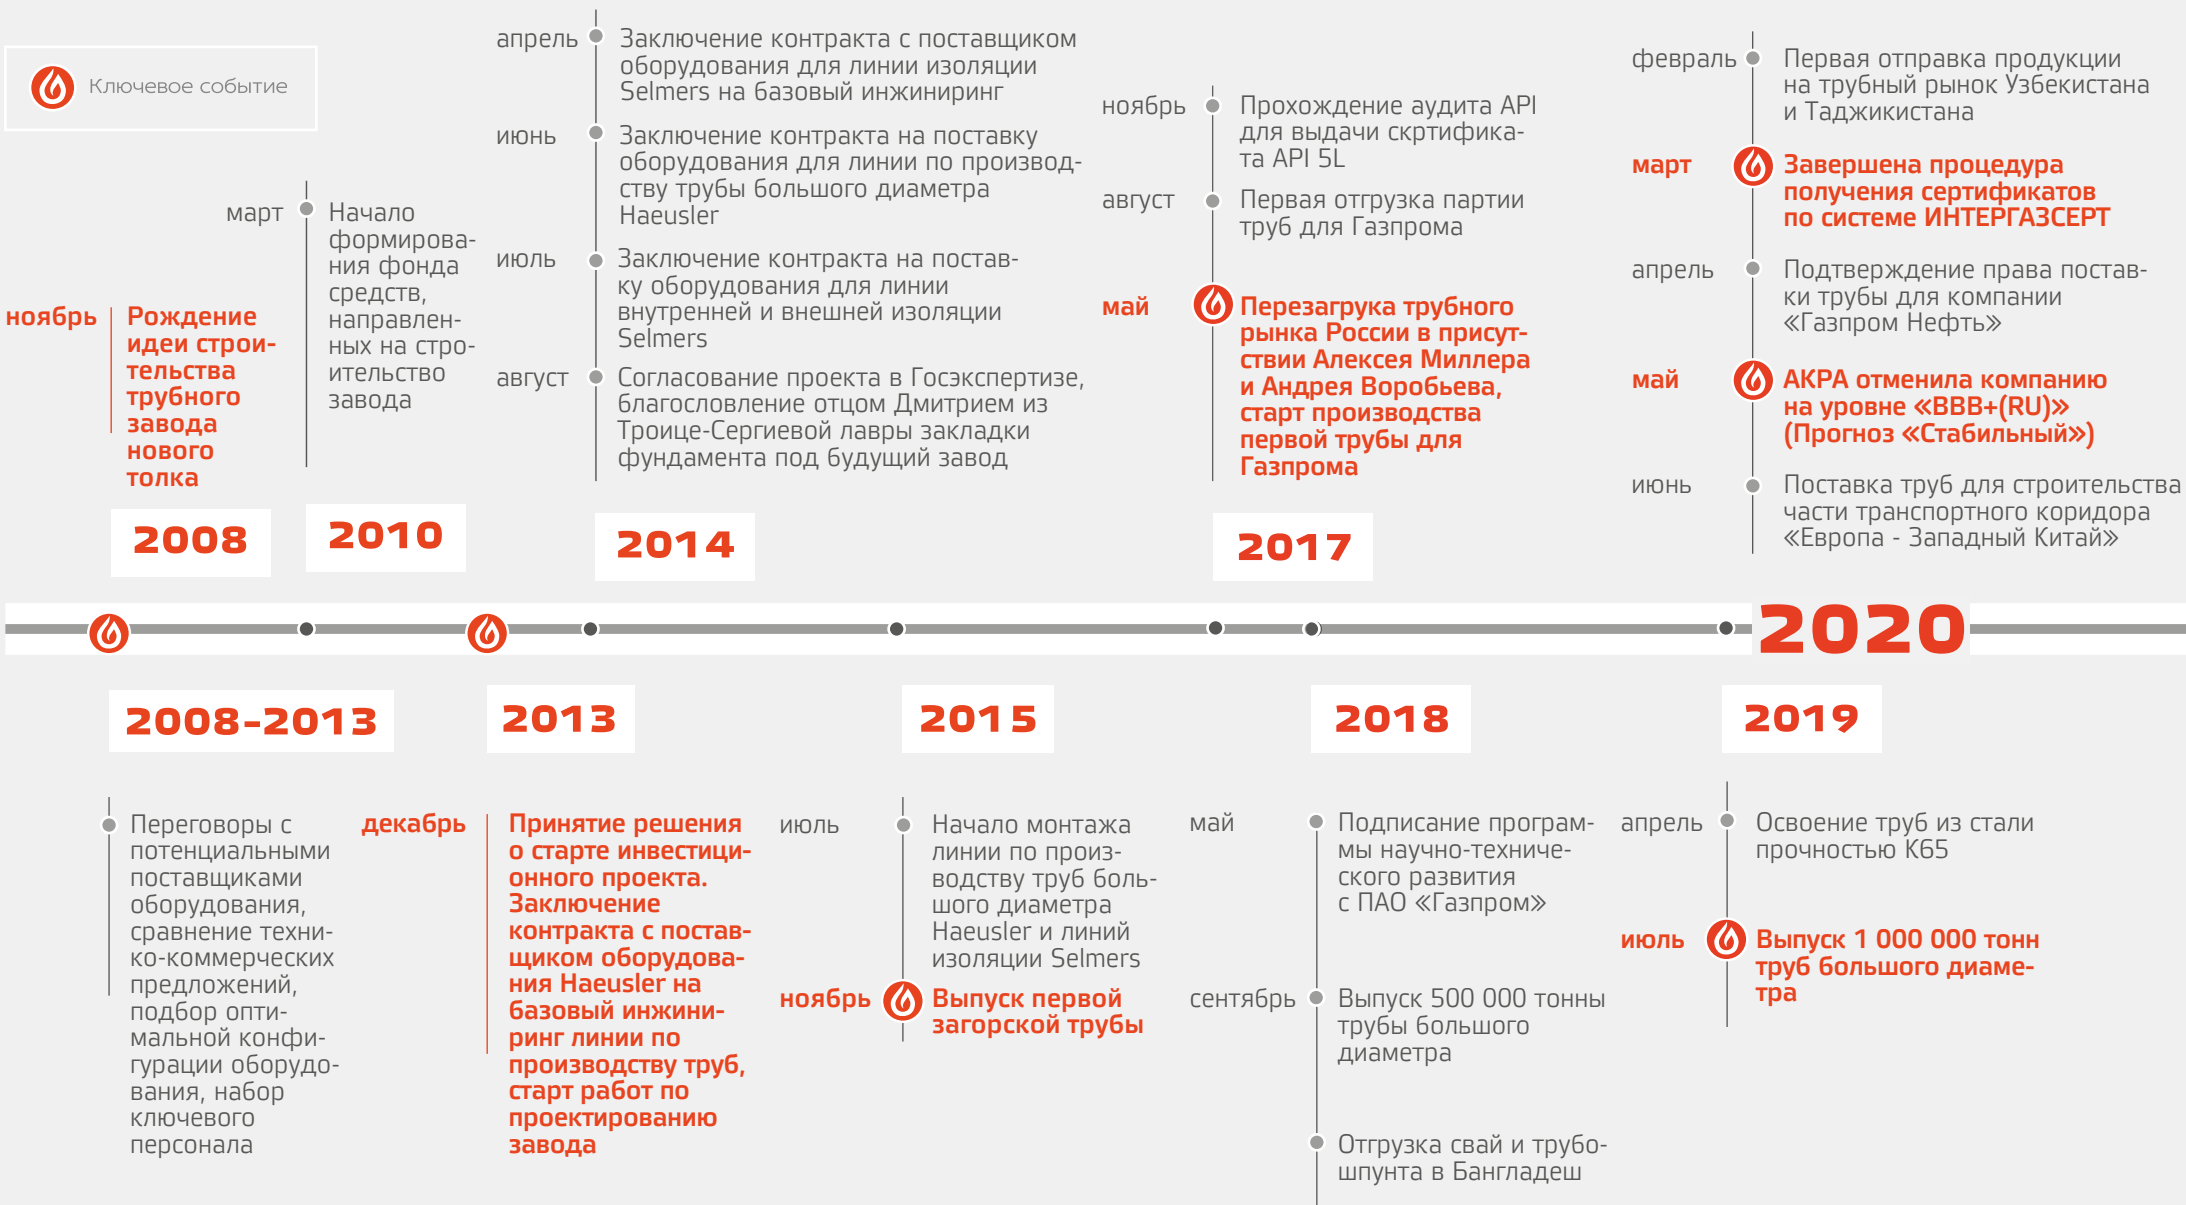 Ключевое событие
ноябрь
Рождение
идеи строи-
тельства
трубного
завода
нового
толка
2008
март
Начало
формирова-
ния фонда
средств,
направлен-
ных на стро-
ительство
завода
2010
апрель
Заключение контракта с поставщиком
оборудования для линии изоляции
Selmers на базовый инжиниринг
июнь
Заключение контракта на поставку
оборудования для линии по производ-
ству трубы большого диаметра
Haeusler
июль
Заключение контракта на постав-
ку оборудования для линии
внутренней и внешней изоляции
Selmers
август
Согласование проекта в Госэкспертизе,
благословление отцом Дмитрием из
Троице-Сергиевой лавры закладки
фундамента под будущий завод
2014
ноябрь
Прохождение аудита API
для выдачи скртифика-
та API 5L
август
Первая отгрузка партии
труб для Газпрома
май
Перезагрука трубного
рынка России в присут-
ствии Алексея Миллера
и Андрея Воробьева,
старт производства
первой трубы для
Газпрома
2017
февраль
Первая отправка продукции
на трубный рынок Узбекистана
и Таджикистана
март
Завершена процедура
получения сертификатов
по системе ИНТЕРГАЗСЕРТ
апрель
Подтверждение права постав-
ки трубы для компании
«Газпром Нефть»
май
АКРА отменила компанию
на уровне «BBB+(RU)»
(Прогноз «Стабильный»)
июнь
Поставка труб для строительства
части транспортного коридора
«Европа - Западный Китай»
2020
2008-2013
Переговоры с
потенциальными
поставщиками
оборудования,
сравнение техни-
ко-коммерческих
предложений,
подбор опти-
мальной конфи-
гурации оборудо-
вания, набор
ключевого
персонала
2013
декабрь
Принятие решения
о старте инвестици-
онного проекта.
Заключение
контракта с постав-
щиком оборудова-
ния Haeusler на
базовый инжини-
ринг линии по
производству труб,
старт работ по
проектированию
завода
2015
июль
Начало монтажа
линии по произ-
водству труб боль-
шого диаметра
Haeusler и линий
изоляции Selmers
ноябрь
Выпуск первой
загорской трубы
2018
май
Подписание програм-
мы научно-техниче-
ского развития
с ПАО «Газпром»
сентябрь
Выпуск 500 000 тонны
трубы большого
диаметра
Отгрузка свай и трубо-
шпунта в Бангладеш
2019
апрель
Освоение труб из стали
прочностью К65
июль
Выпуск 1 000 000 тонн
труб большого диаме-
тра